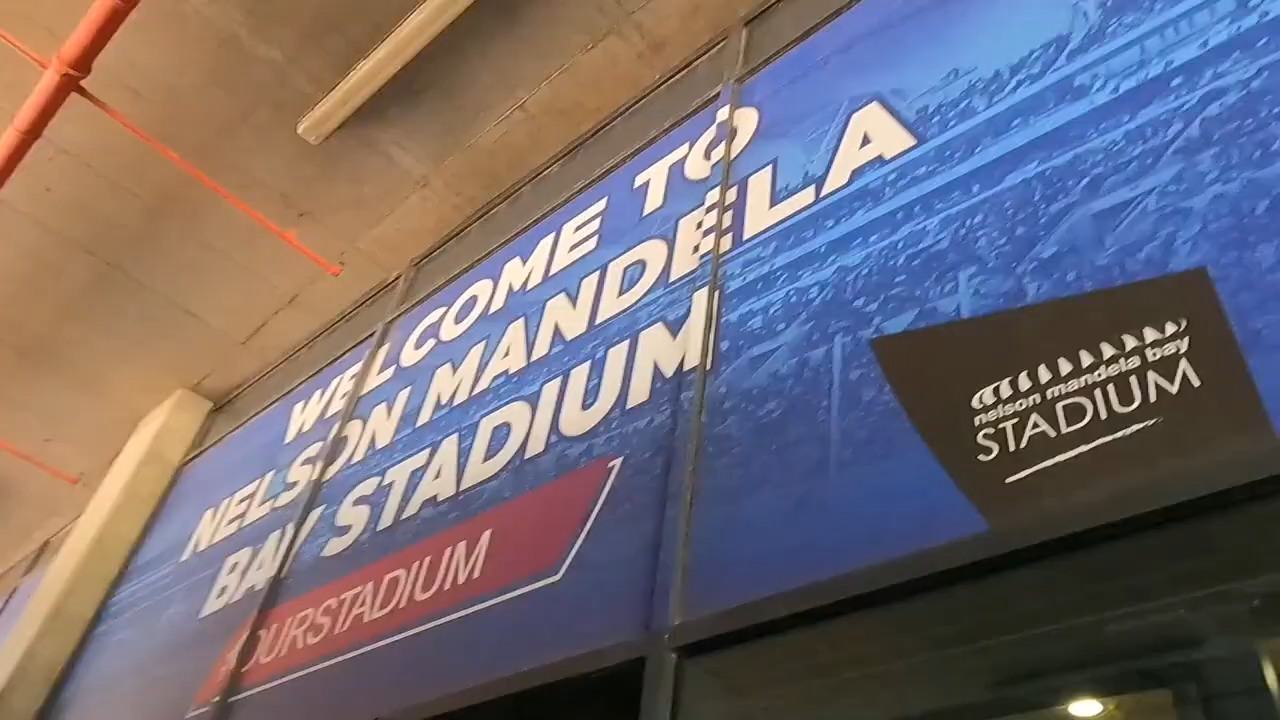 WELCOME TO
NELSON MANDELA
BAY STADIUM
#OURSTADIUM
nelson mandela bay
STADIUM